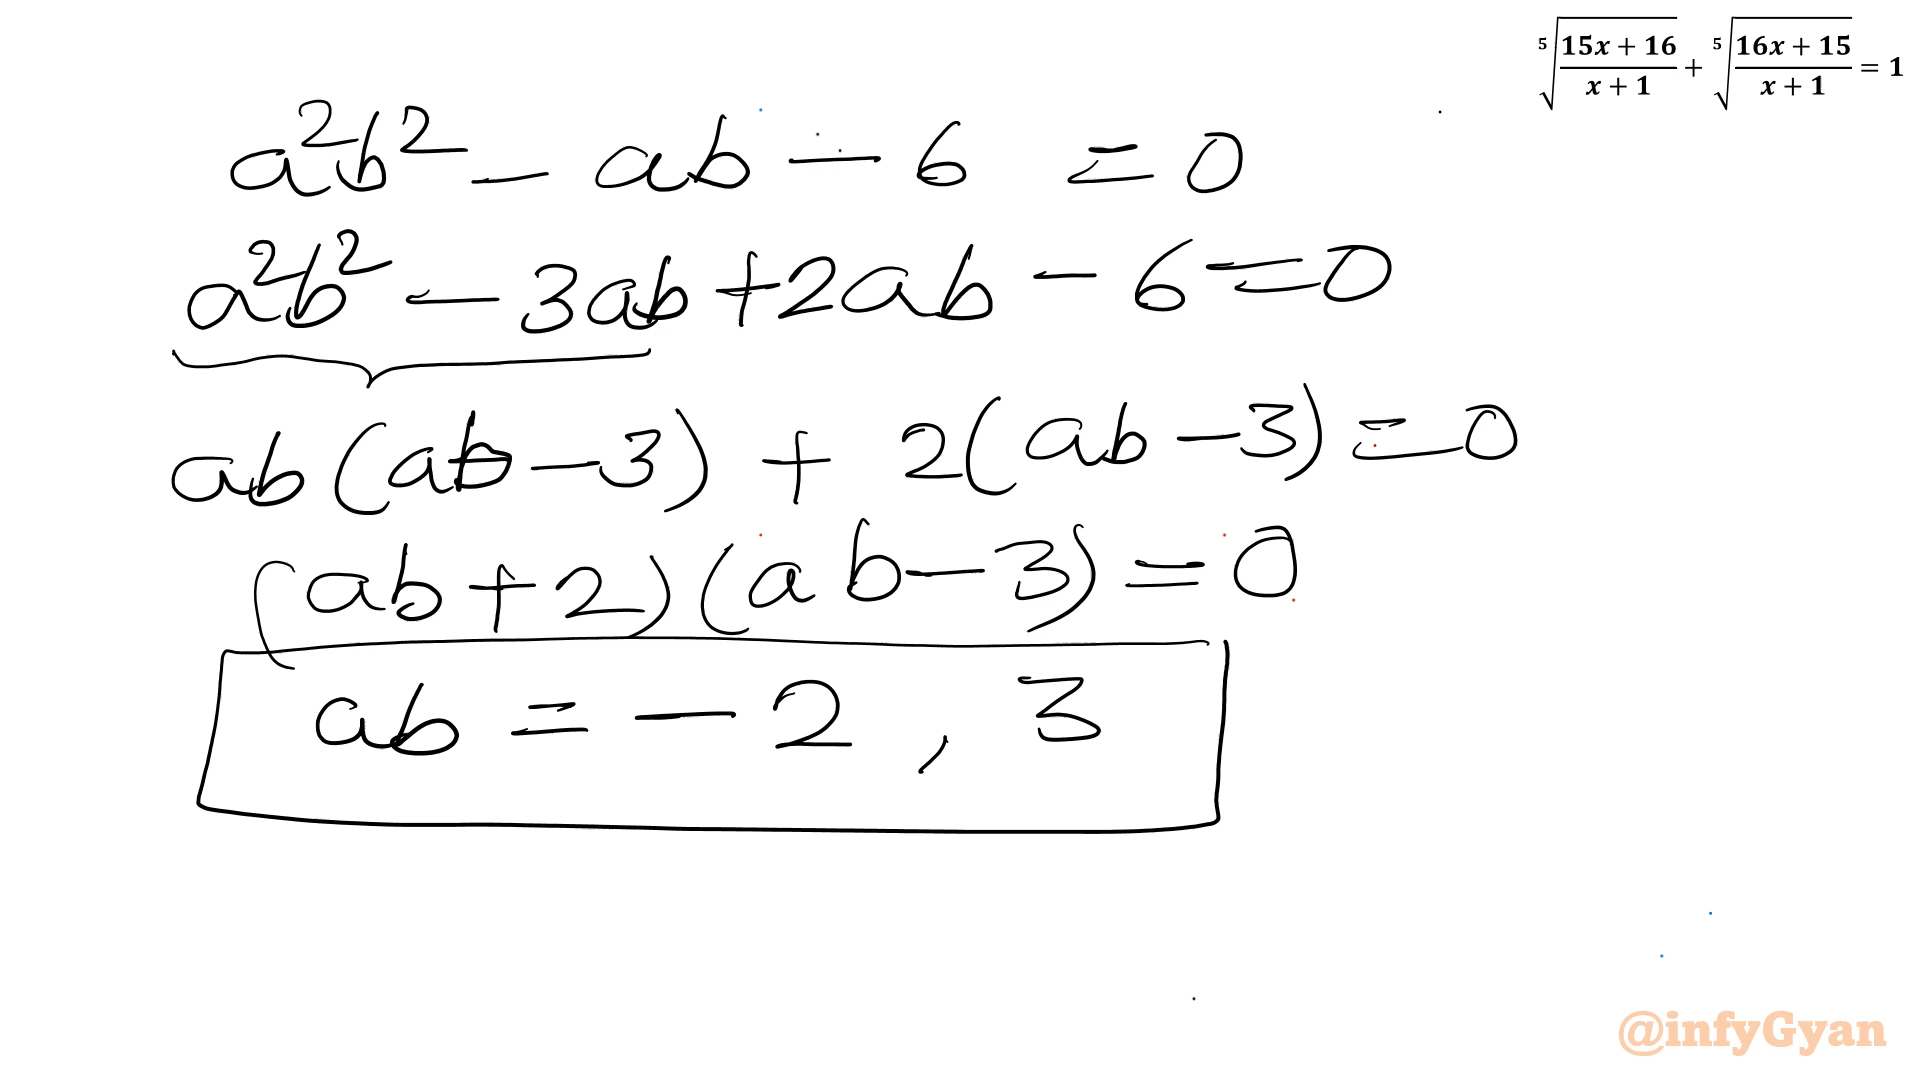 ⁵√((15x + 16)/(x + 1)) + ⁵√((16x + 15)/(x + 1)) = 1
a²b² - ab - 6 = 0
a²b² - 3ab + 2ab - 6 = 0
ab(ab - 3) + 2(ab - 3) = 0
(ab + 2)(ab - 3) = 0
ab = -2, 3
@infyGyan